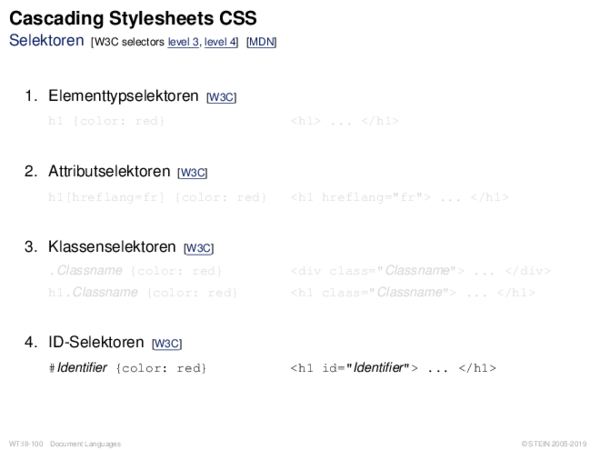 Cascading Stylesheets CSS
Selektoren [W3C selectors level 3, level 4] [MDN]
1. Elementtypselektoren [W3C]
h1 {color: red} <h1> ... </h1>
2. Attributselektoren [W3C]
h1[hreflang=fr] {color: red} <h1 hreflang="fr"> ... </h1>
3. Klassenselektoren [W3C]
.Classname {color: red} <div class="Classname"> ... </div>
h1.Classname {color: red} <h1 class="Classname"> ... </h1>
4. ID-Selektoren [W3C]
#Identifier {color: red} <h1 id="Identifier"> ... </h1>
WT:III-100 Document Languages © STEIN 2005-2019